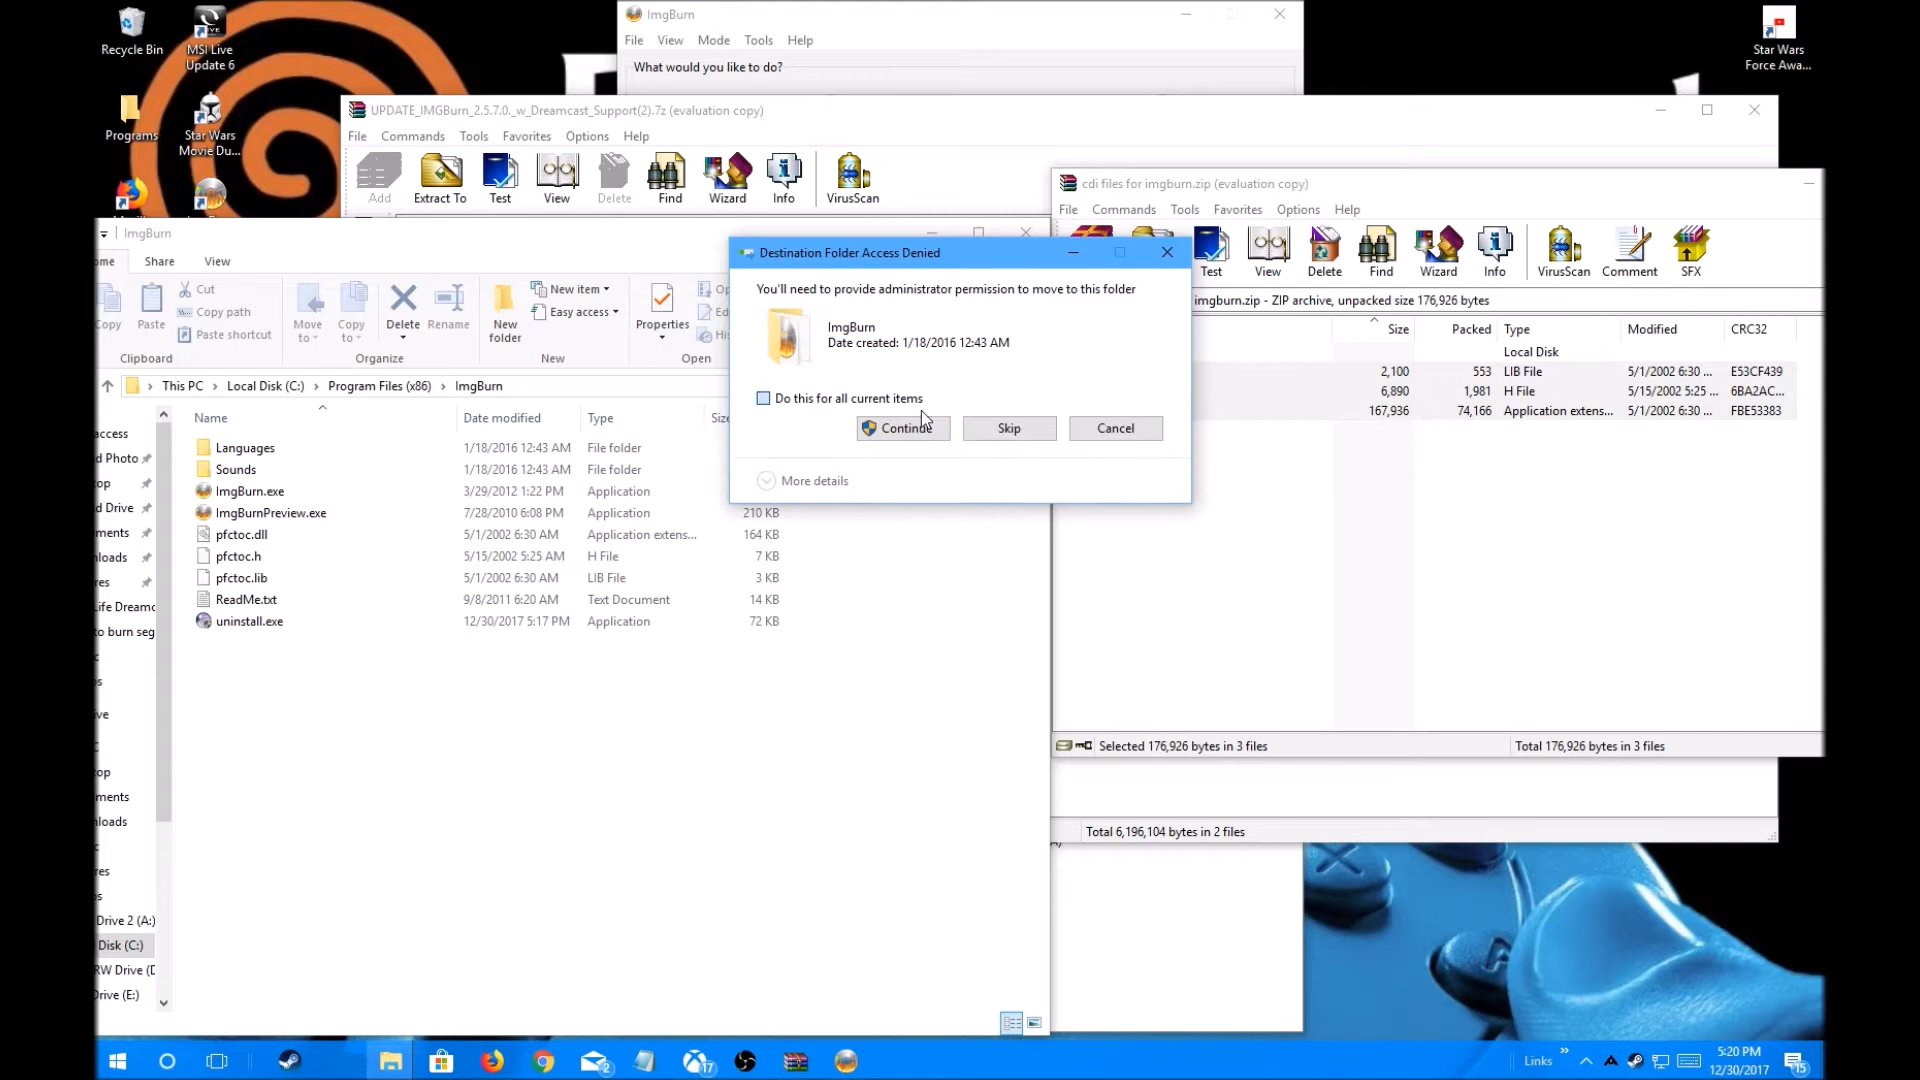 Recycle Bin
MSI Live
Update 6
Programs
Star Wars
Movie Du...
Star Wars
Force Awa...
ImgBurn
File View Mode Tools Help
What would you like to do?
UPDATE_IMGBurn_2.5.7.0._w_Dreamcast_Support(2).7z (evaluation copy)
File Commands Tools Favorites Options Help
Add Extract To Test View Delete Find Wizard Info VirusScan
cdi files for imgburn.zip (evaluation copy)
File Commands Tools Favorites Options Help
Test View Delete Find Wizard Info VirusScan Comment SFX
imgburn.zip - ZIP archive, unpacked size 176,926 bytes
Size Packed Type Modified CRC32
Local Disk
2,100 553 LIB File 5/1/2002 6:30 ... E53CF439
6,890 1,981 H File 5/15/2002 5:25 ... 6BA2AC...
167,936 74,166 Application extens... 5/1/2002 6:30 ... FBE53383
Selected 176,926 bytes in 3 files
Total 176,926 bytes in 3 files
Total 6,196,104 bytes in 2 files
ImgBurn
ome Share View
opy
Paste
Cut
Copy path
Paste shortcut
Move to
Copy to
Delete
Rename
New folder
New item
Easy access
Properties
Op
Ed
His
Clipboard Organize New Open
This PC > Local Disk (C:) > Program Files (x86) > ImgBurn
Name Date modified Type Size
Languages 1/18/2016 12:43 AM File folder
Sounds 1/18/2016 12:43 AM File folder
ImgBurn.exe 3/29/2012 1:22 PM Application
ImgBurnPreview.exe 7/28/2010 6:08 PM Application 210 KB
pfctoc.dll 5/1/2002 6:30 AM Application extens... 164 KB
pfctoc.h 5/15/2002 5:25 AM H File 7 KB
pfctoc.lib 5/1/2002 6:30 AM LIB File 3 KB
ReadMe.txt 9/8/2011 6:20 AM Text Document 14 KB
uninstall.exe 12/30/2017 5:17 PM Application 72 KB
access
d Photo
top
d Drive
ments
nloads
res
Life Dreamc
to burn seg
c
ps
ive
C
top
ments
nloads
c
res
os
Drive 2 (A:)
Disk (C:)
RW Drive (D
Drive (E:)
Destination Folder Access Denied
You'll need to provide administrator permission to move to this folder
ImgBurn
Date created: 1/18/2016 12:43 AM
Do this for all current items
Continue Skip Cancel
More details
2
17
Links
5:20 PM
12/30/2017
15